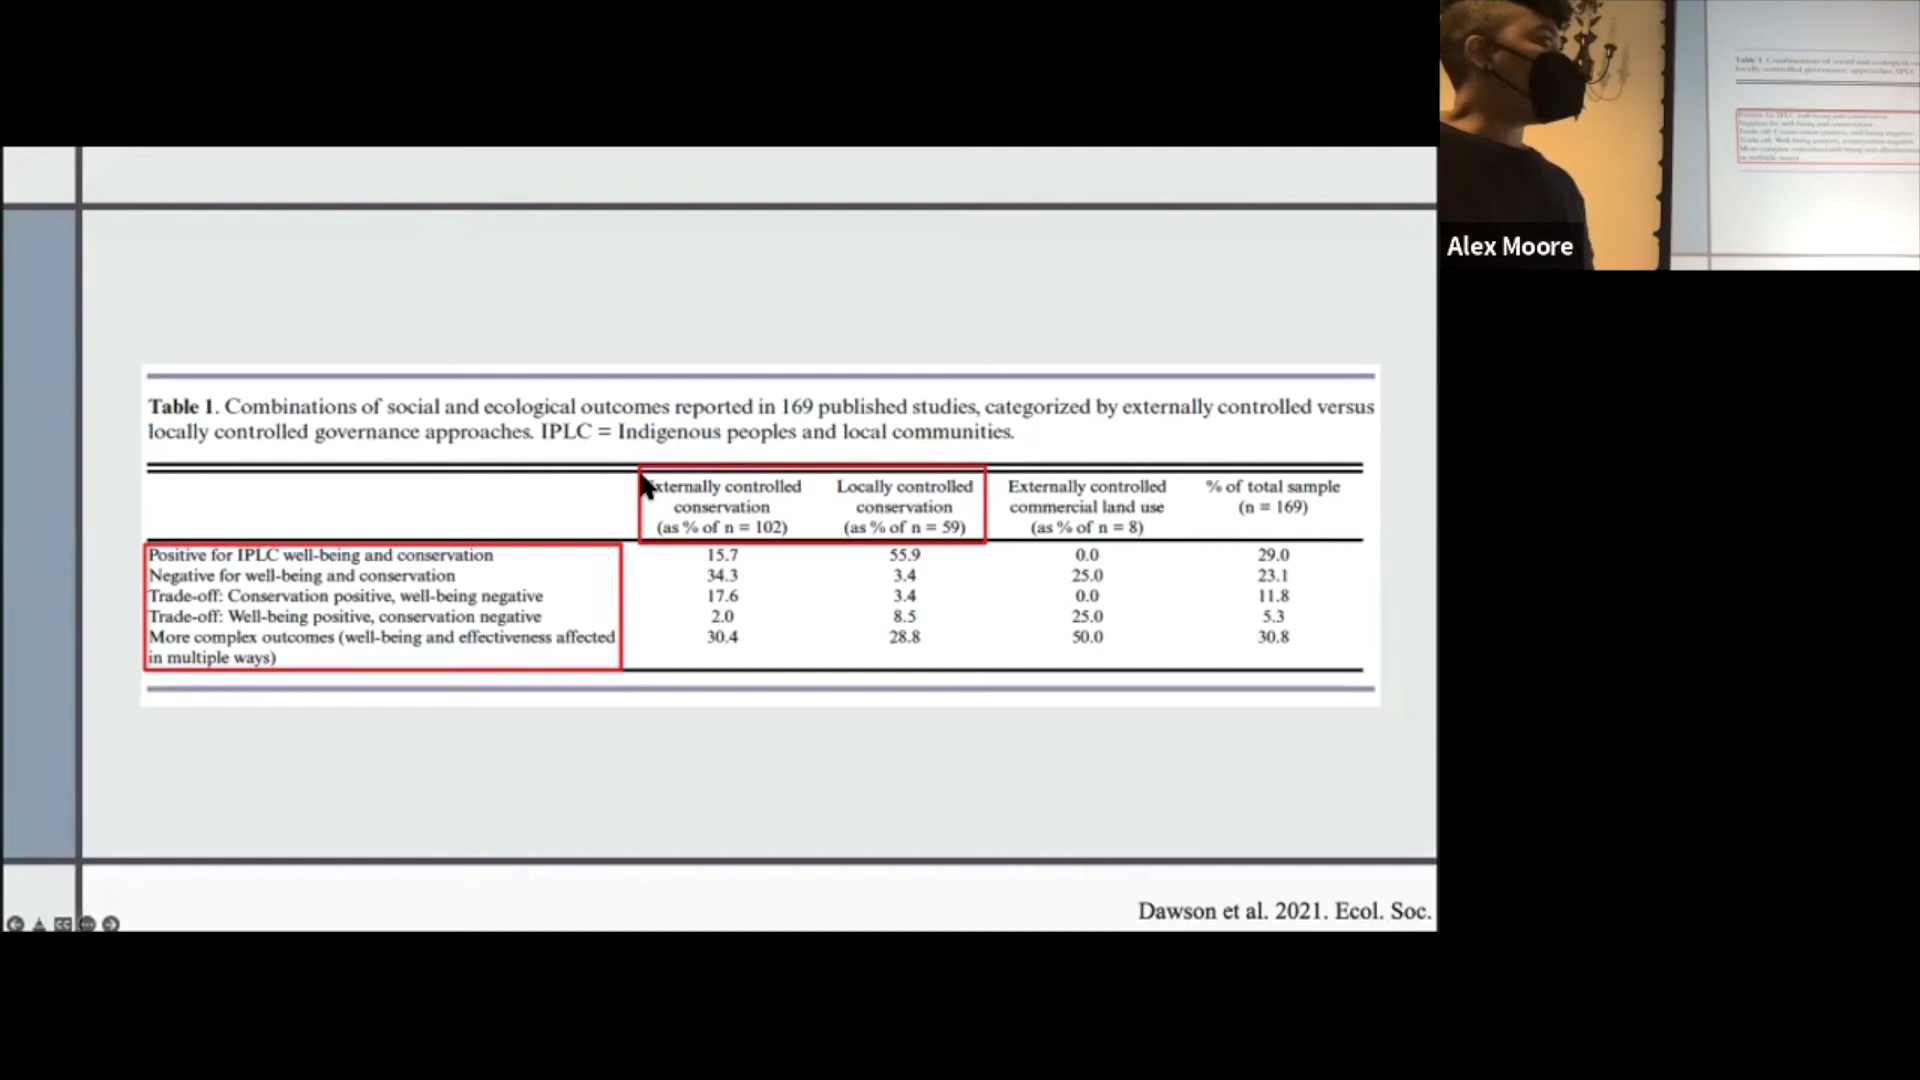 Table 1. Combinations of social and ecological outcomes reported in 169 published studies, categorized by externally controlled versus
locally controlled governance approaches. IPLC = Indigenous peoples and local communities.
xternally controlled conservation (as % of n = 102)
Locally controlled conservation (as % of n = 59)
Externally controlled commercial land use (as % of n = 8)
% of total sample (n = 169)
Positive for IPLC well-being and conservation 15.7 55.9 0.0 29.0
Negative for well-being and conservation 34.3 3.4 25.0 23.1
Trade-off: Conservation positive, well-being negative 17.6 3.4 0.0 11.8
Trade-off: Well-being positive, conservation negative 2.0 8.5 25.0 5.3
More complex outcomes (well-being and effectiveness affected 30.4 28.8 50.0 30.8
in multiple ways)
Dawson et al. 2021. Ecol. Soc.
Alex Moore